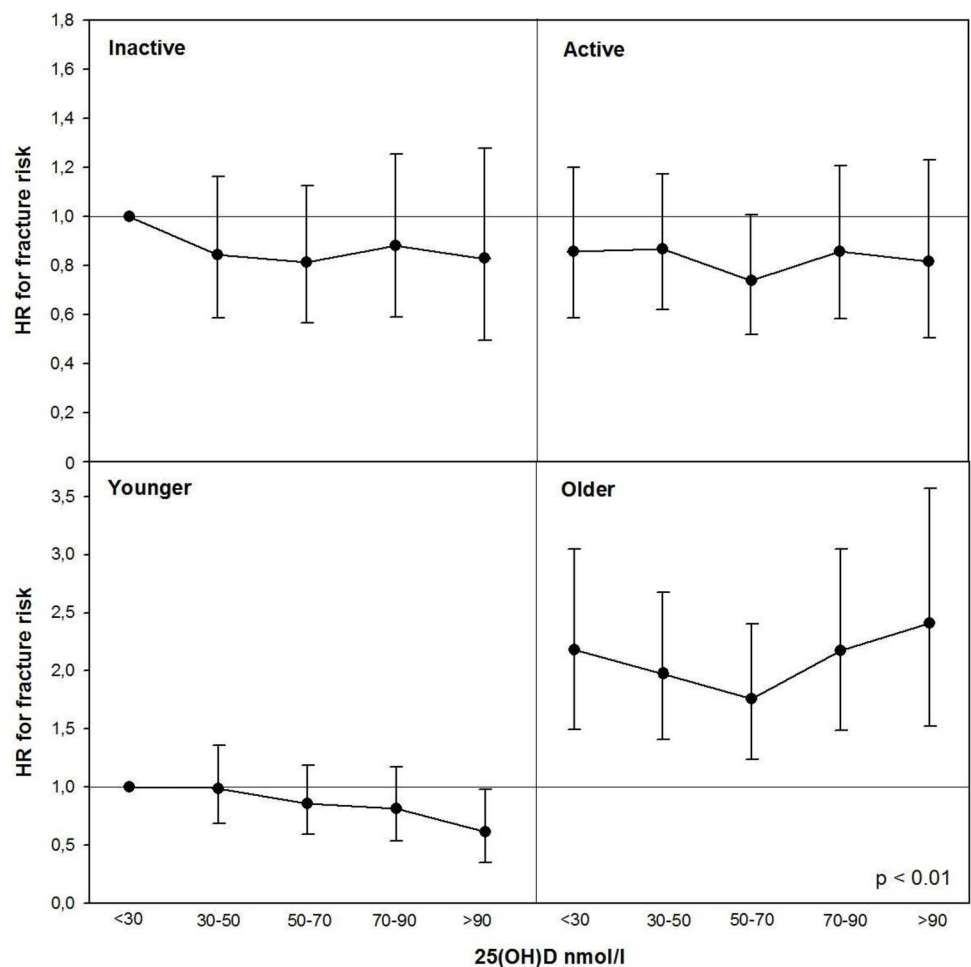 Inactive
Active
HR for fracture risk
1,8
1,6
1,4
1,2
1,0
0,8
0,6
0,4
0,2
0
Younger
Older
HR for fracture risk
3,5
3,0
2,5
2,0
1,5
1,0
0,5
0,0
p < 0.01
<30 30-50 50-70 70-90 >90 <30 30-50 50-70 70-90 >90
25(OH)D nmol/l